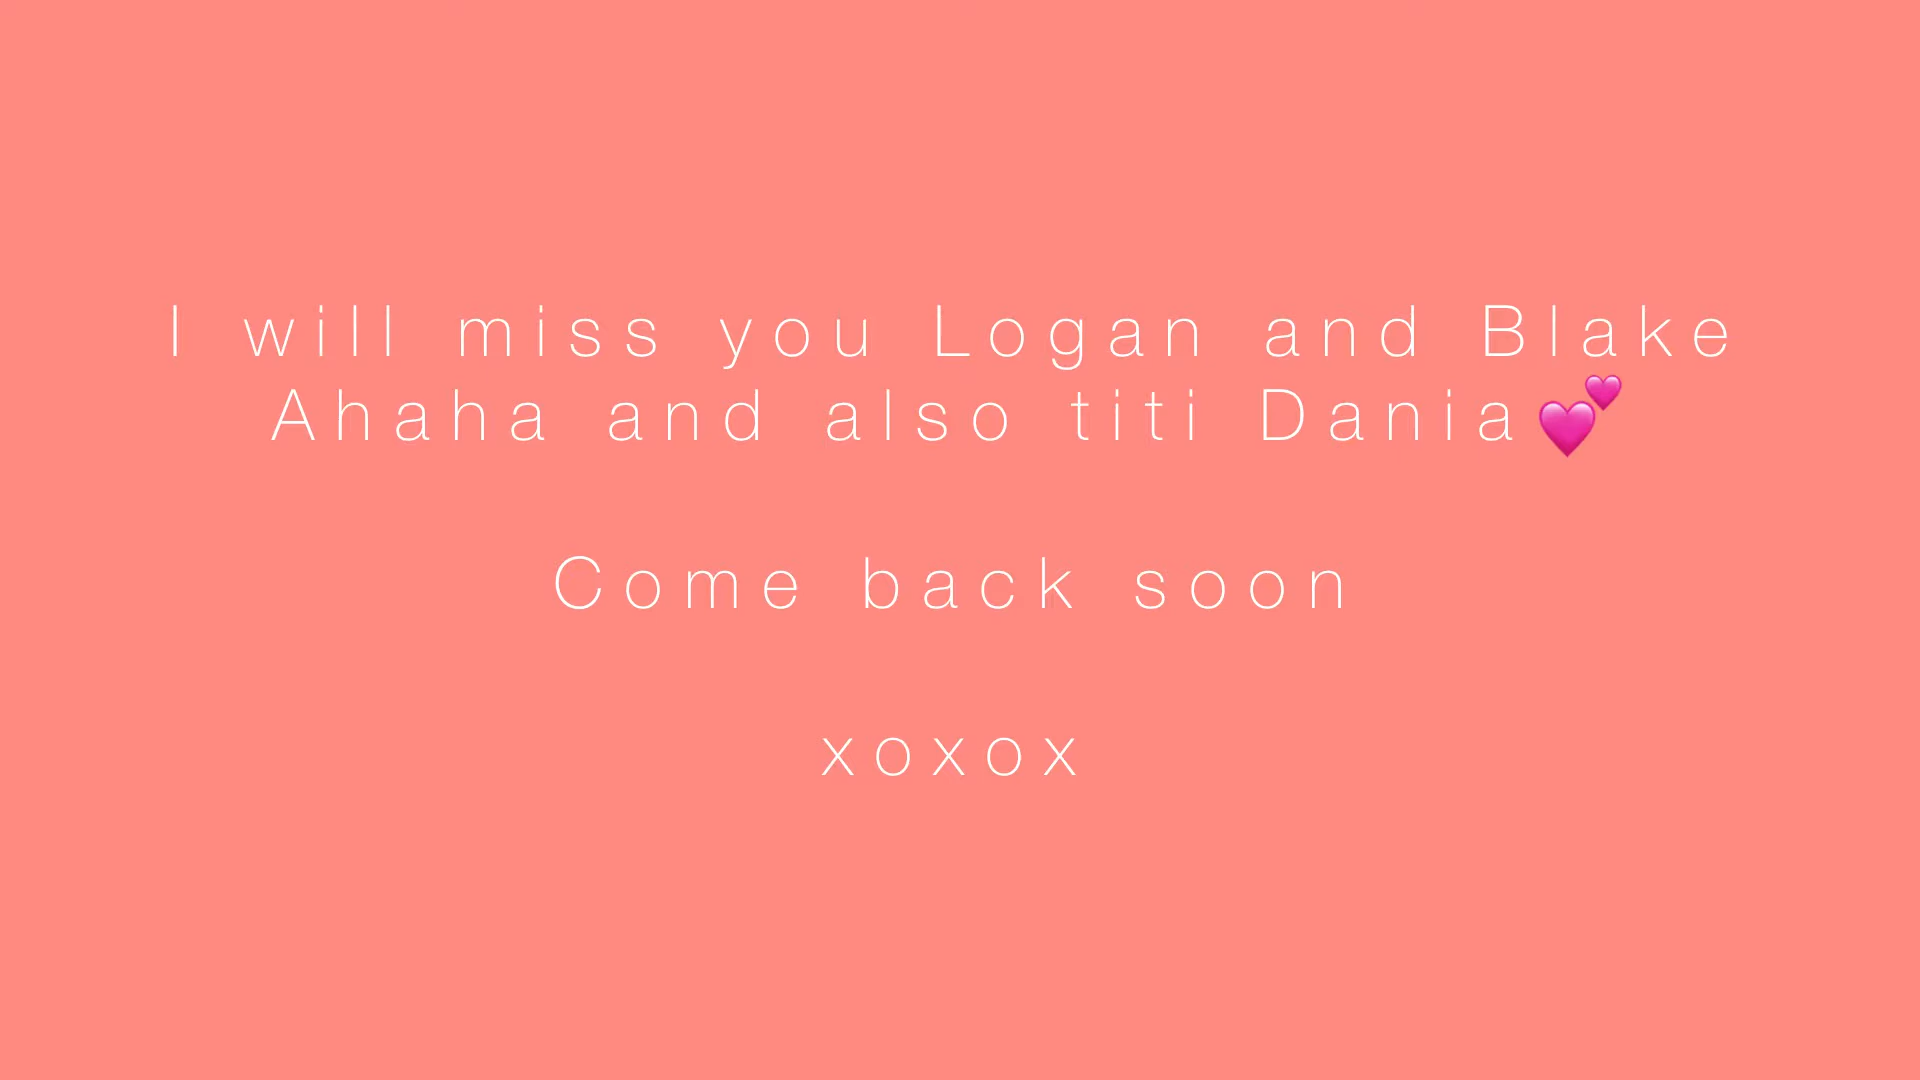 I will miss you Logan and Blake
Ahaha and also titi Dania💕
Come back soon
xoxox